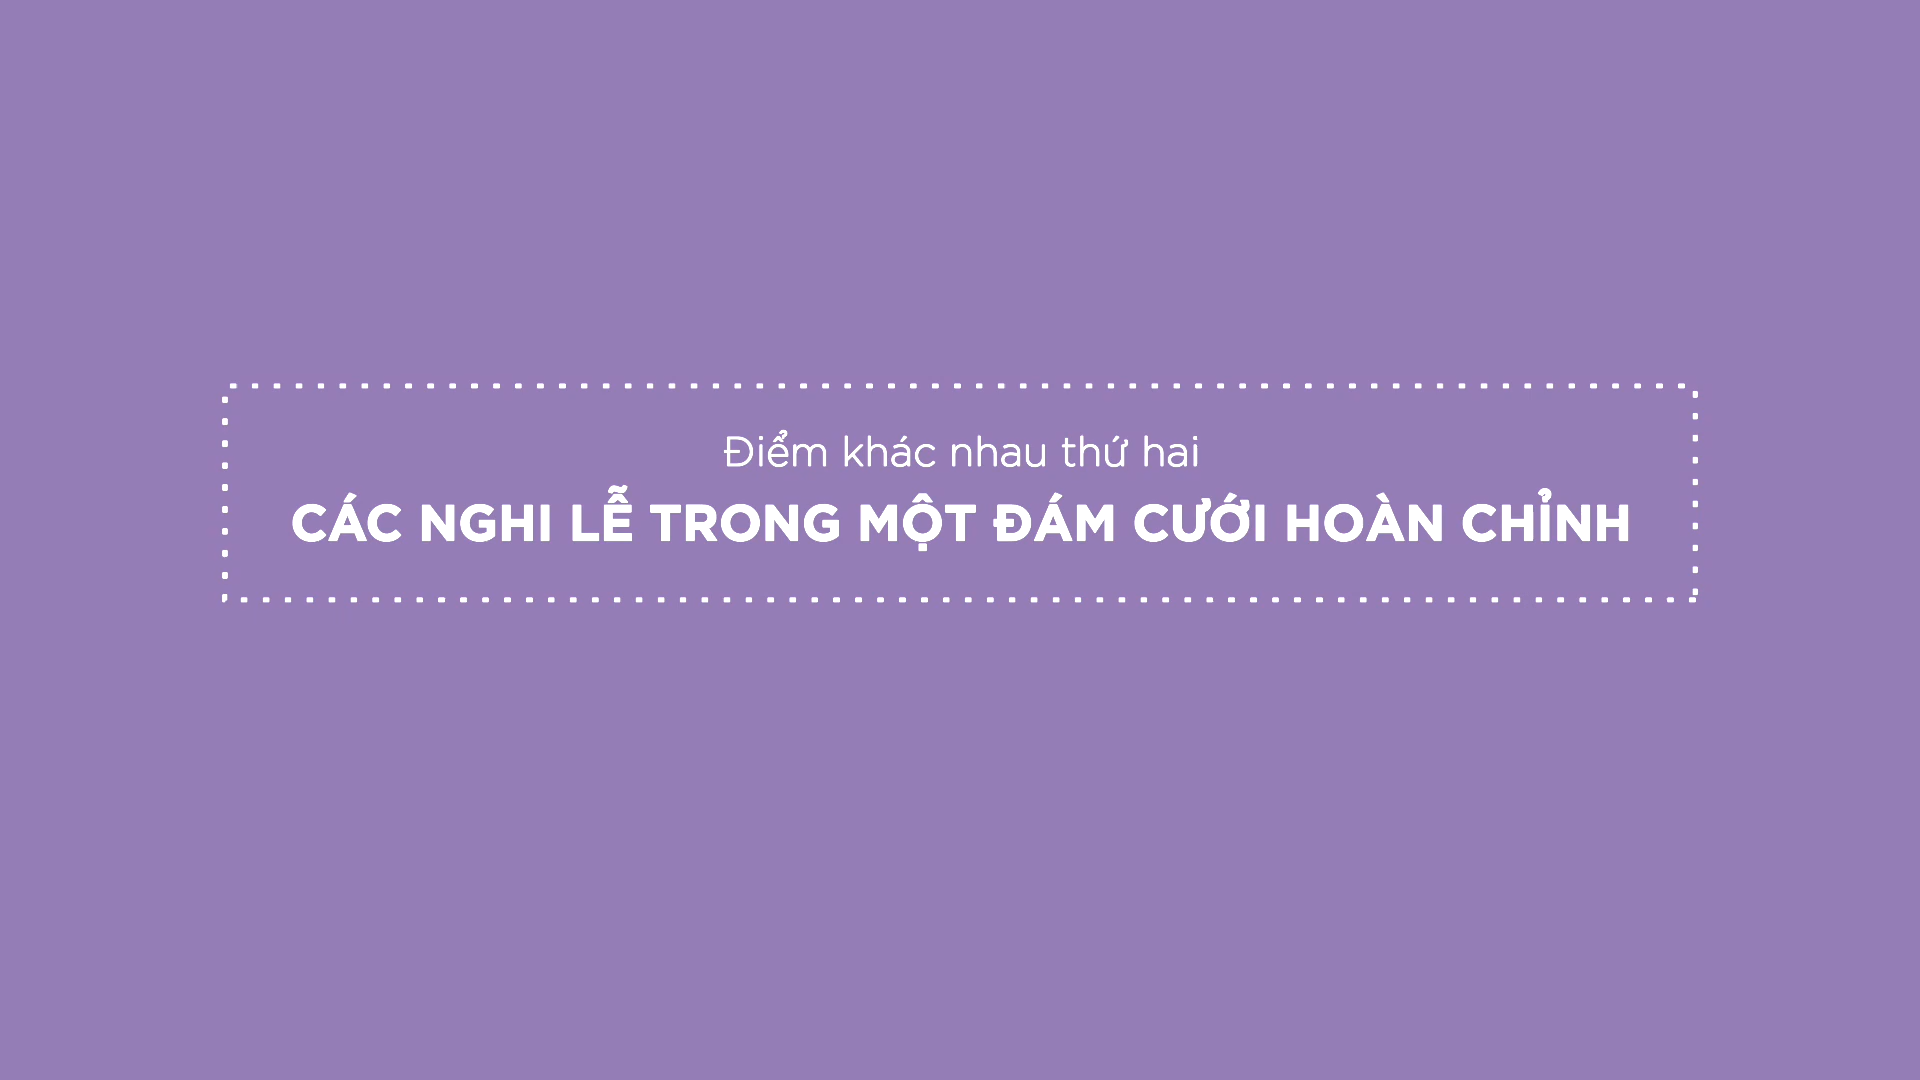 Điểm khác nhau thứ hai
CÁC NGHI LỄ TRONG MỘT ĐÁM CƯỚI HOÀN CHỈNH